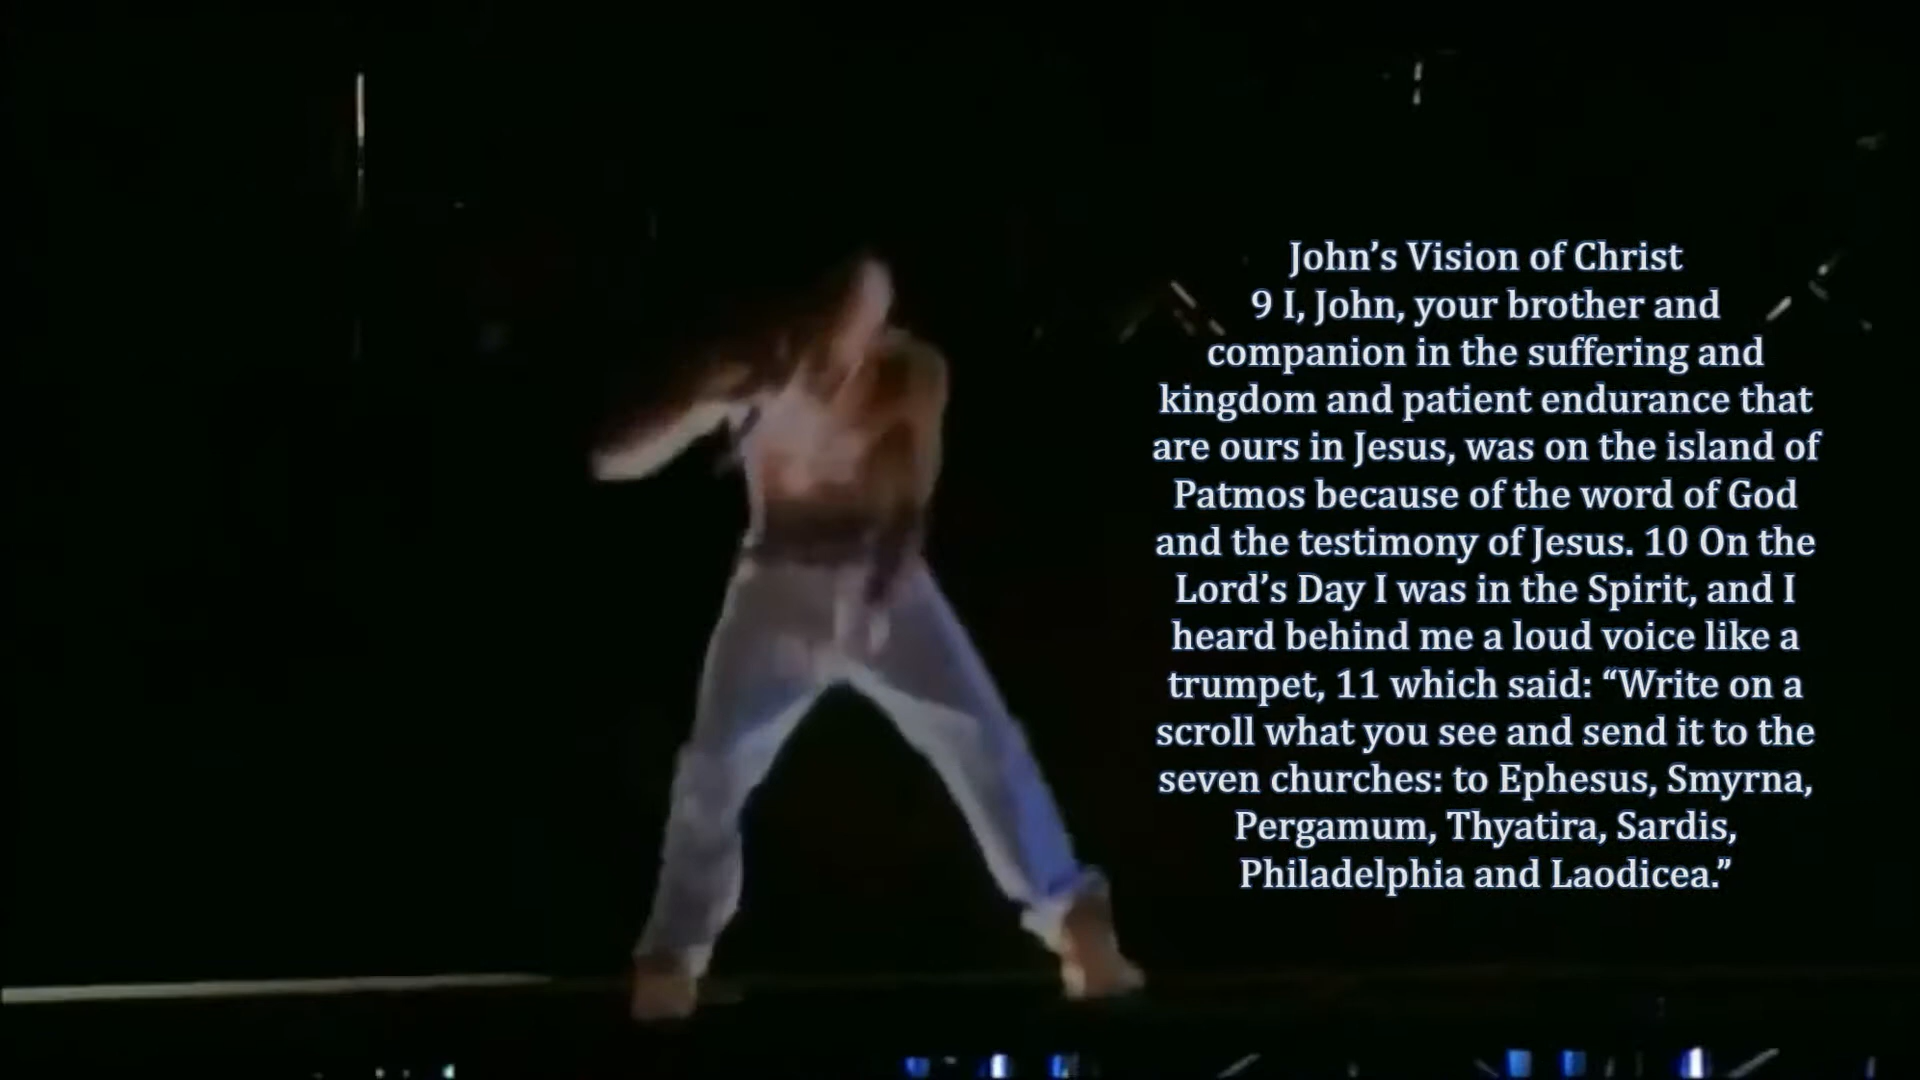 John’s Vision of Christ
9 I, John, your brother and
companion in the suffering and
kingdom and patient endurance that
are ours in Jesus, was on the island of
Patmos because of the word of God
and the testimony of Jesus. 10 On the
Lord’s Day I was in the Spirit, and I
heard behind me a loud voice like a
trumpet, 11 which said: “Write on a
scroll what you see and send it to the
seven churches: to Ephesus, Smyrna,
Pergamum, Thyatira, Sardis,
Philadelphia and Laodicea.”